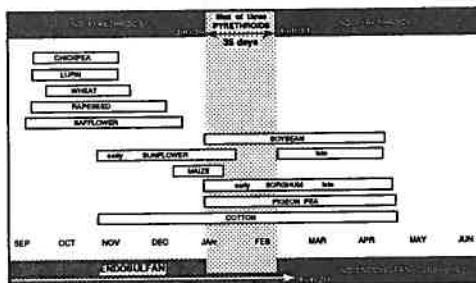 Max of three
PYRETHROIDS
35 days
CHICKPEA
LUPIN
WHEAT
RAPESEED
SAFFLOWER
SOYBEAN
early SUNFLOWER late
MAIZE
early SORGHUM late
PIGEON PEA
COTTON
SEP OCT NOV DEC JAN FEB MAR APR MAY JUN
ENDOSULFAN